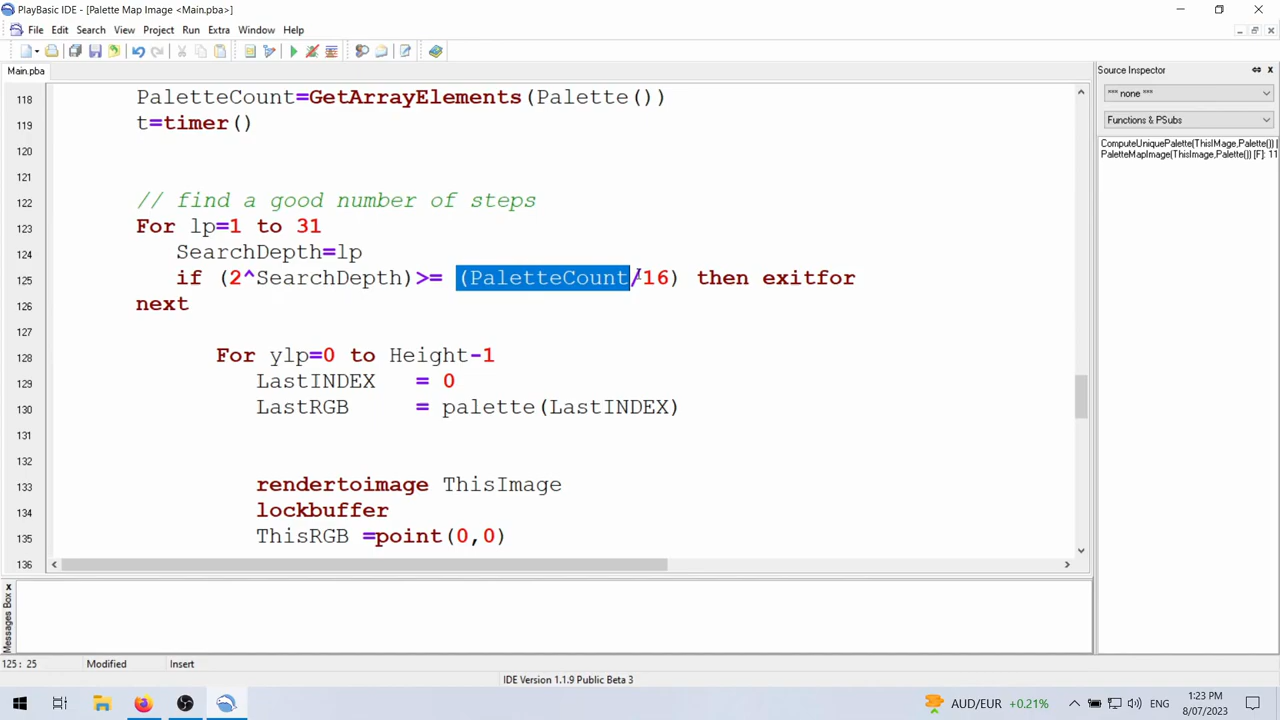 PlayBasic IDE - [Palette Map Image <Main.pba>]
File Edit Search View Project Run Extra Window Help
Main.pba
Source Inspector
118 PaletteCount=GetArrayElements(Palette())
119 t=timer()
120
121
122 // find a good number of steps
123 For lp=1 to 31
124 SearchDepth=lp
125 if (2^SearchDepth)>= (PaletteCount/16) then exitfor
126 next
127
128 For ylp=0 to Height-1
129 LastINDEX = 0
130 LastRGB = palette(LastINDEX)
131
132
133 rendertoimage ThisImage
134 lockbuffer
135 ThisRGB =point(0,0)
136
*** none ***
Functions & PSubs
ComputeUniquePalette(ThisIMage,Palette()) [
PaletteMapImage(ThisImage,Palette()) [F]: 11
Messages Box
125: 25 Modified Insert
IDE Version 1.1.9 Public Beta 3
AUD/EUR +0.21% ENG 1:23 PM
8/07/2023